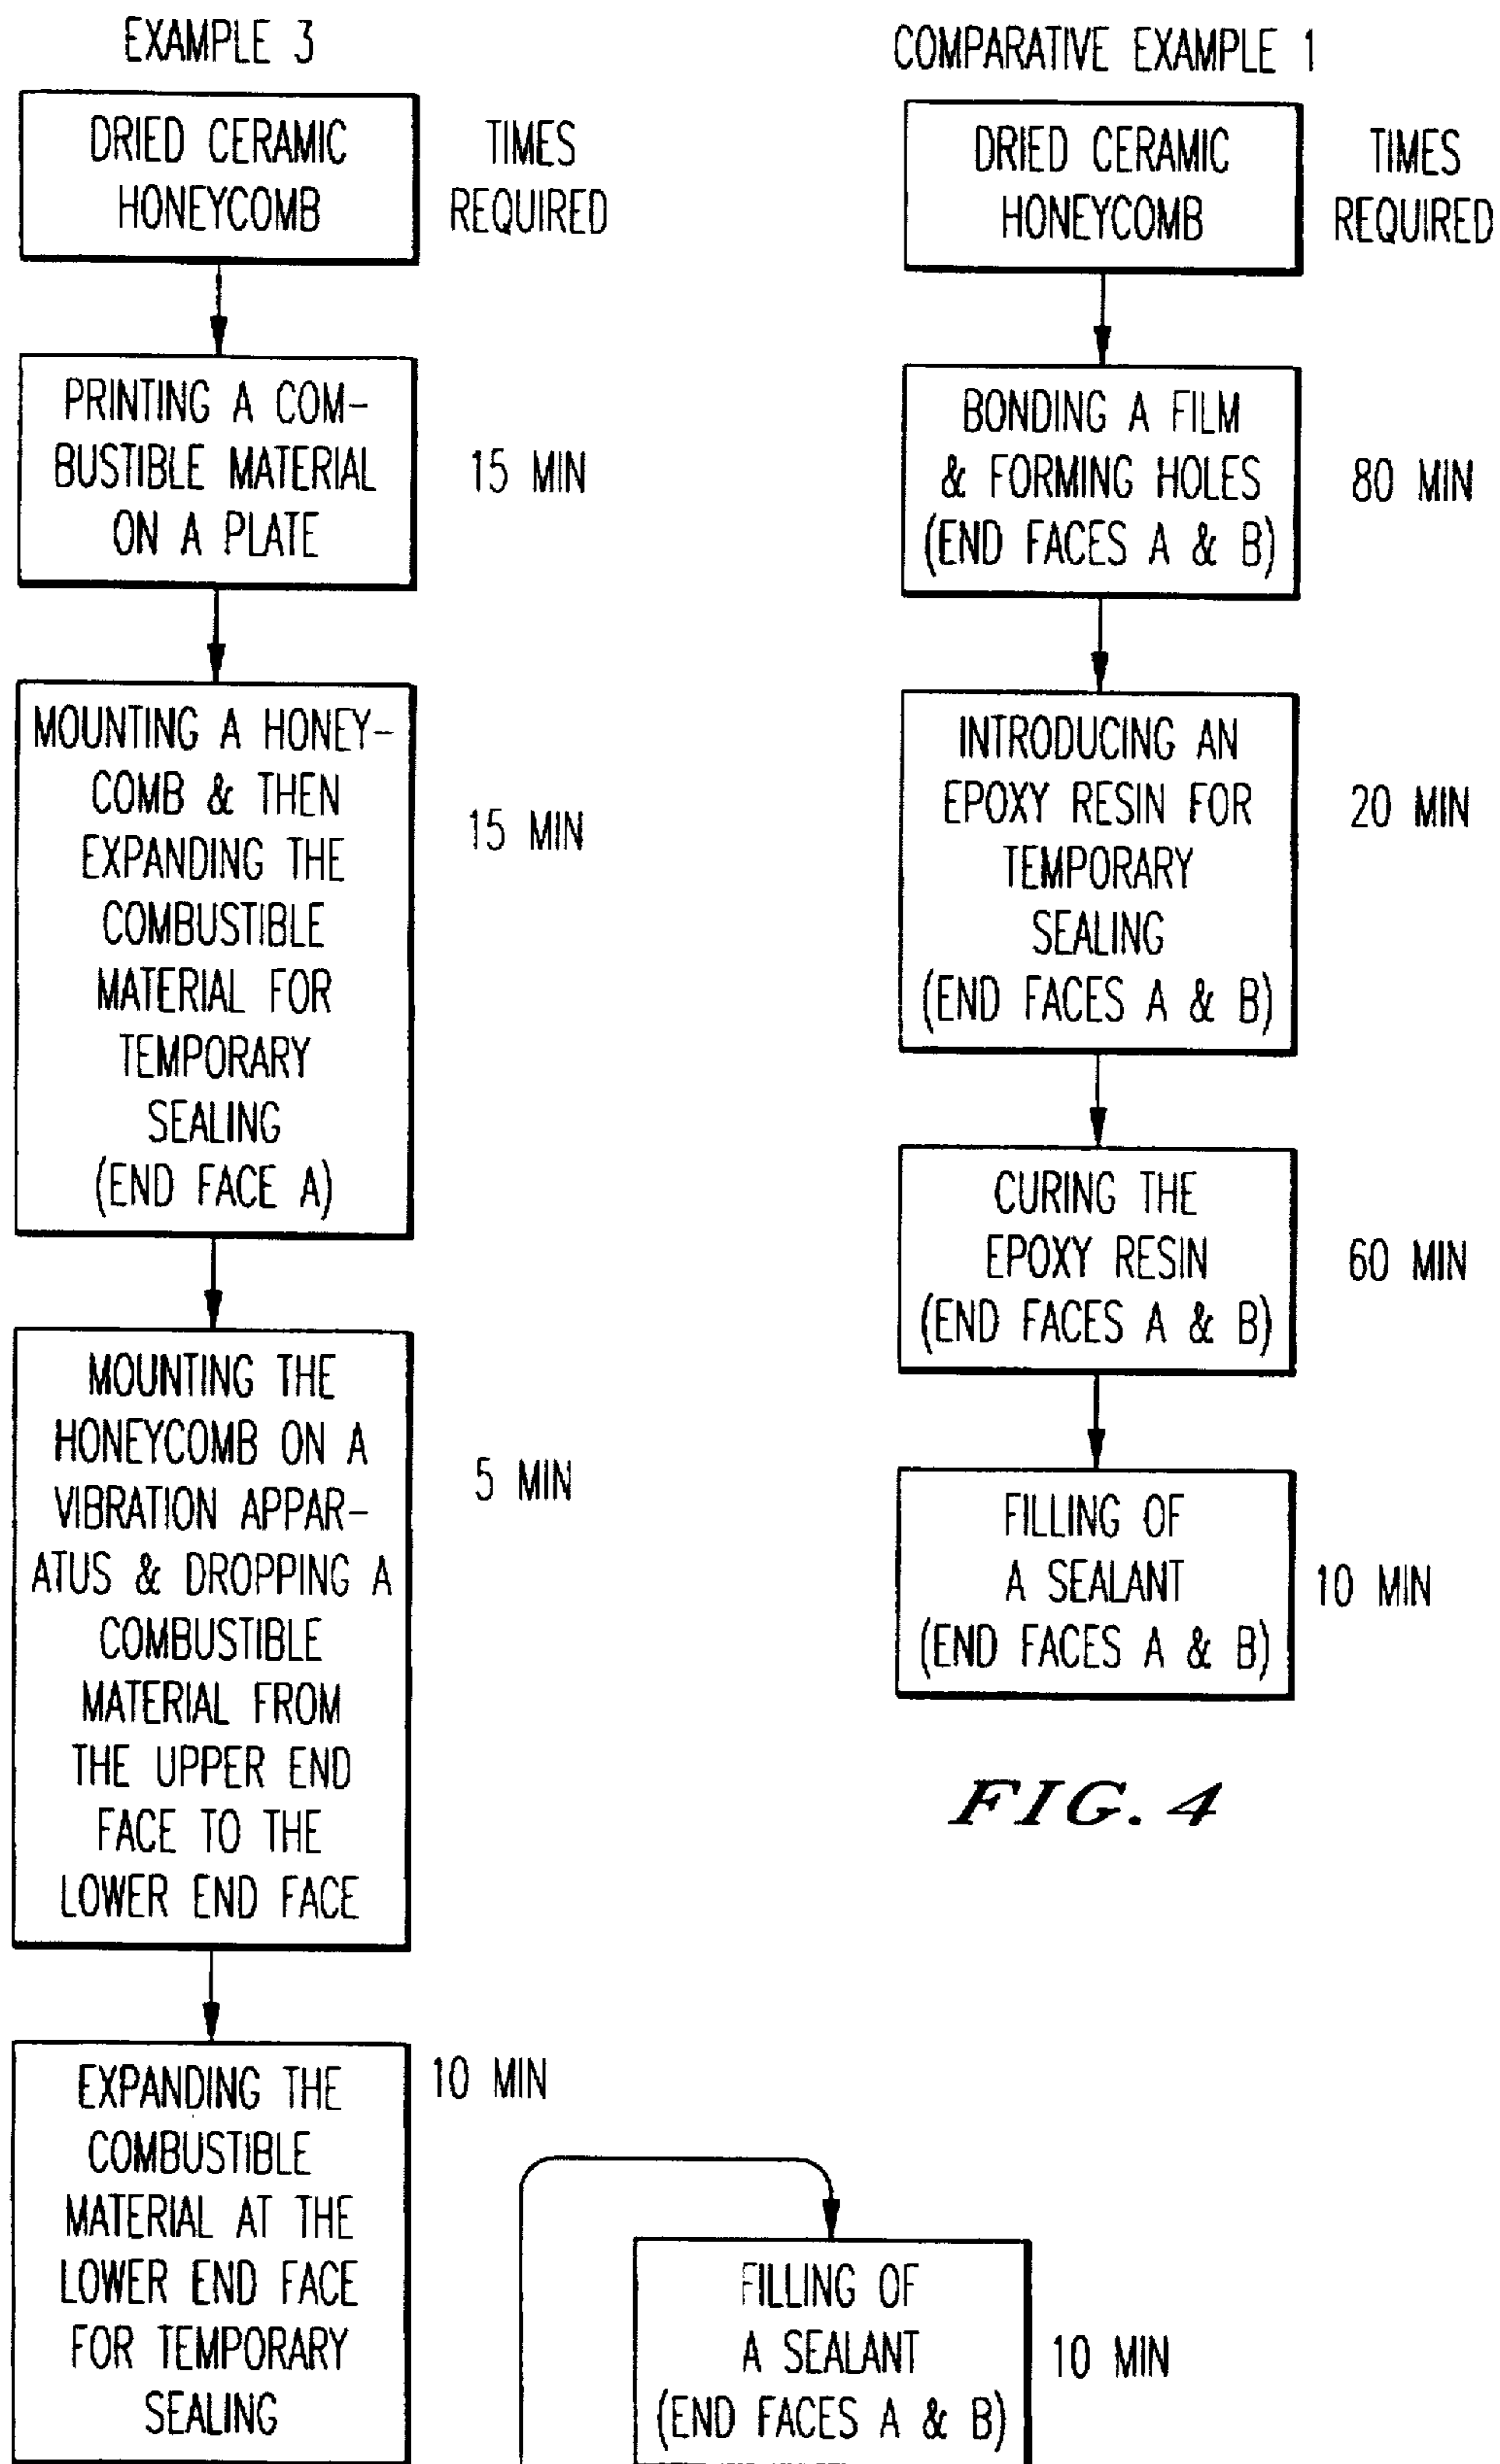 EXAMPLE 3
DRIED CERAMIC
HONEYCOMB
TIMES
REQUIRED
PRINTING A COM-
BUSTIBLE MATERIAL
ON A PLATE
15 MIN
MOUNTING A HONEY-
COMB & THEN
EXPANDING THE
COMBUSTIBLE
MATERIAL FOR
TEMPORARY
SEALING
(END FACE A)
15 MIN
MOUNTING THE
HONEYCOMB ON A
VIBRATION APPAR-
ATUS & DROPPING A
COMBUSTIBLE
MATERIAL FROM
THE UPPER END
FACE TO THE
LOWER END FACE
5 MIN
EXPANDING THE
COMBUSTIBLE
MATERIAL AT THE
LOWER END FACE
FOR TEMPORARY
SEALING
10 MIN
FILLING OF
A SEALANT
(END FACES A & B)
10 MIN
COMPARATIVE EXAMPLE 1
DRIED CERAMIC
HONEYCOMB
TIMES
REQUIRED
BONDING A FILM
& FORMING HOLES
(END FACES A & B)
80 MIN
INTRODUCING AN
EPOXY RESIN FOR
TEMPORARY
SEALING
(END FACES A & B)
20 MIN
CURING THE
EPOXY RESIN
(END FACES A & B)
60 MIN
FILLING OF
A SEALANT
(END FACES A & B)
10 MIN
FIG. 4